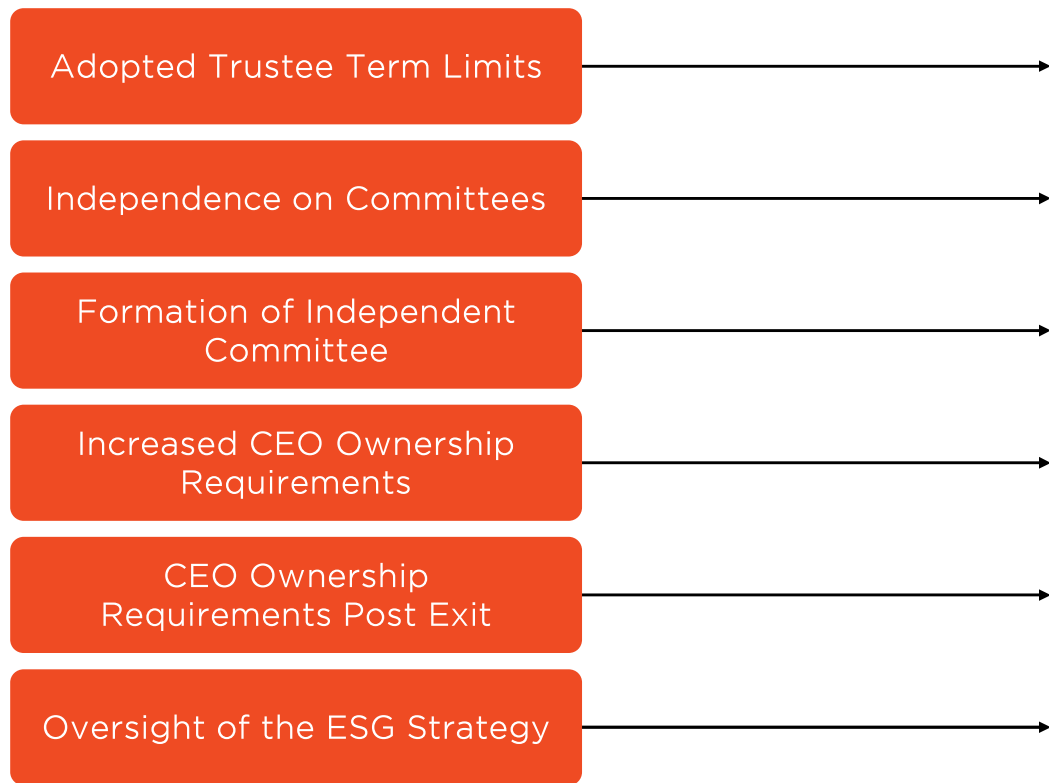 Adopted Trustee Term Limits
Independence on Committees
Formation of Independent
Committee
Increased CEO Ownership
Requirements
CEO Ownership
Requirements Post Exit
Oversight of the ESG Strategy